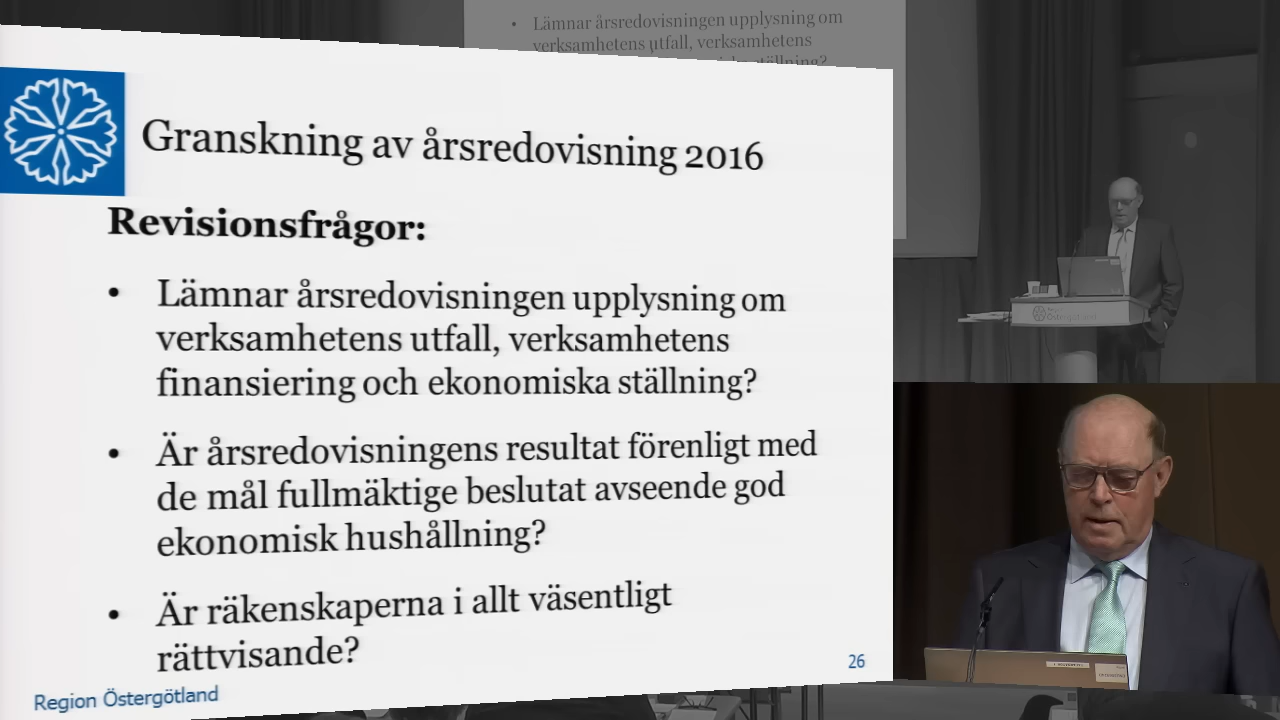 • Lämnar årsredovisningen upplysning om
verksamhetens utfall, verksamhetens
ställning?
Granskning av årsredovisning 2016
Revisionsfrågor:
• Lämnar årsredovisningen upplysning om
verksamhetens utfall, verksamhetens
finansiering och ekonomiska ställning?
• Är årsredovisningens resultat förenligt med
de mål fullmäktige beslutat avseende god
ekonomisk hushållning?
• Är räkenskaperna i allt väsentligt
rättvisande?
26
Region Östergötland
Östergötland